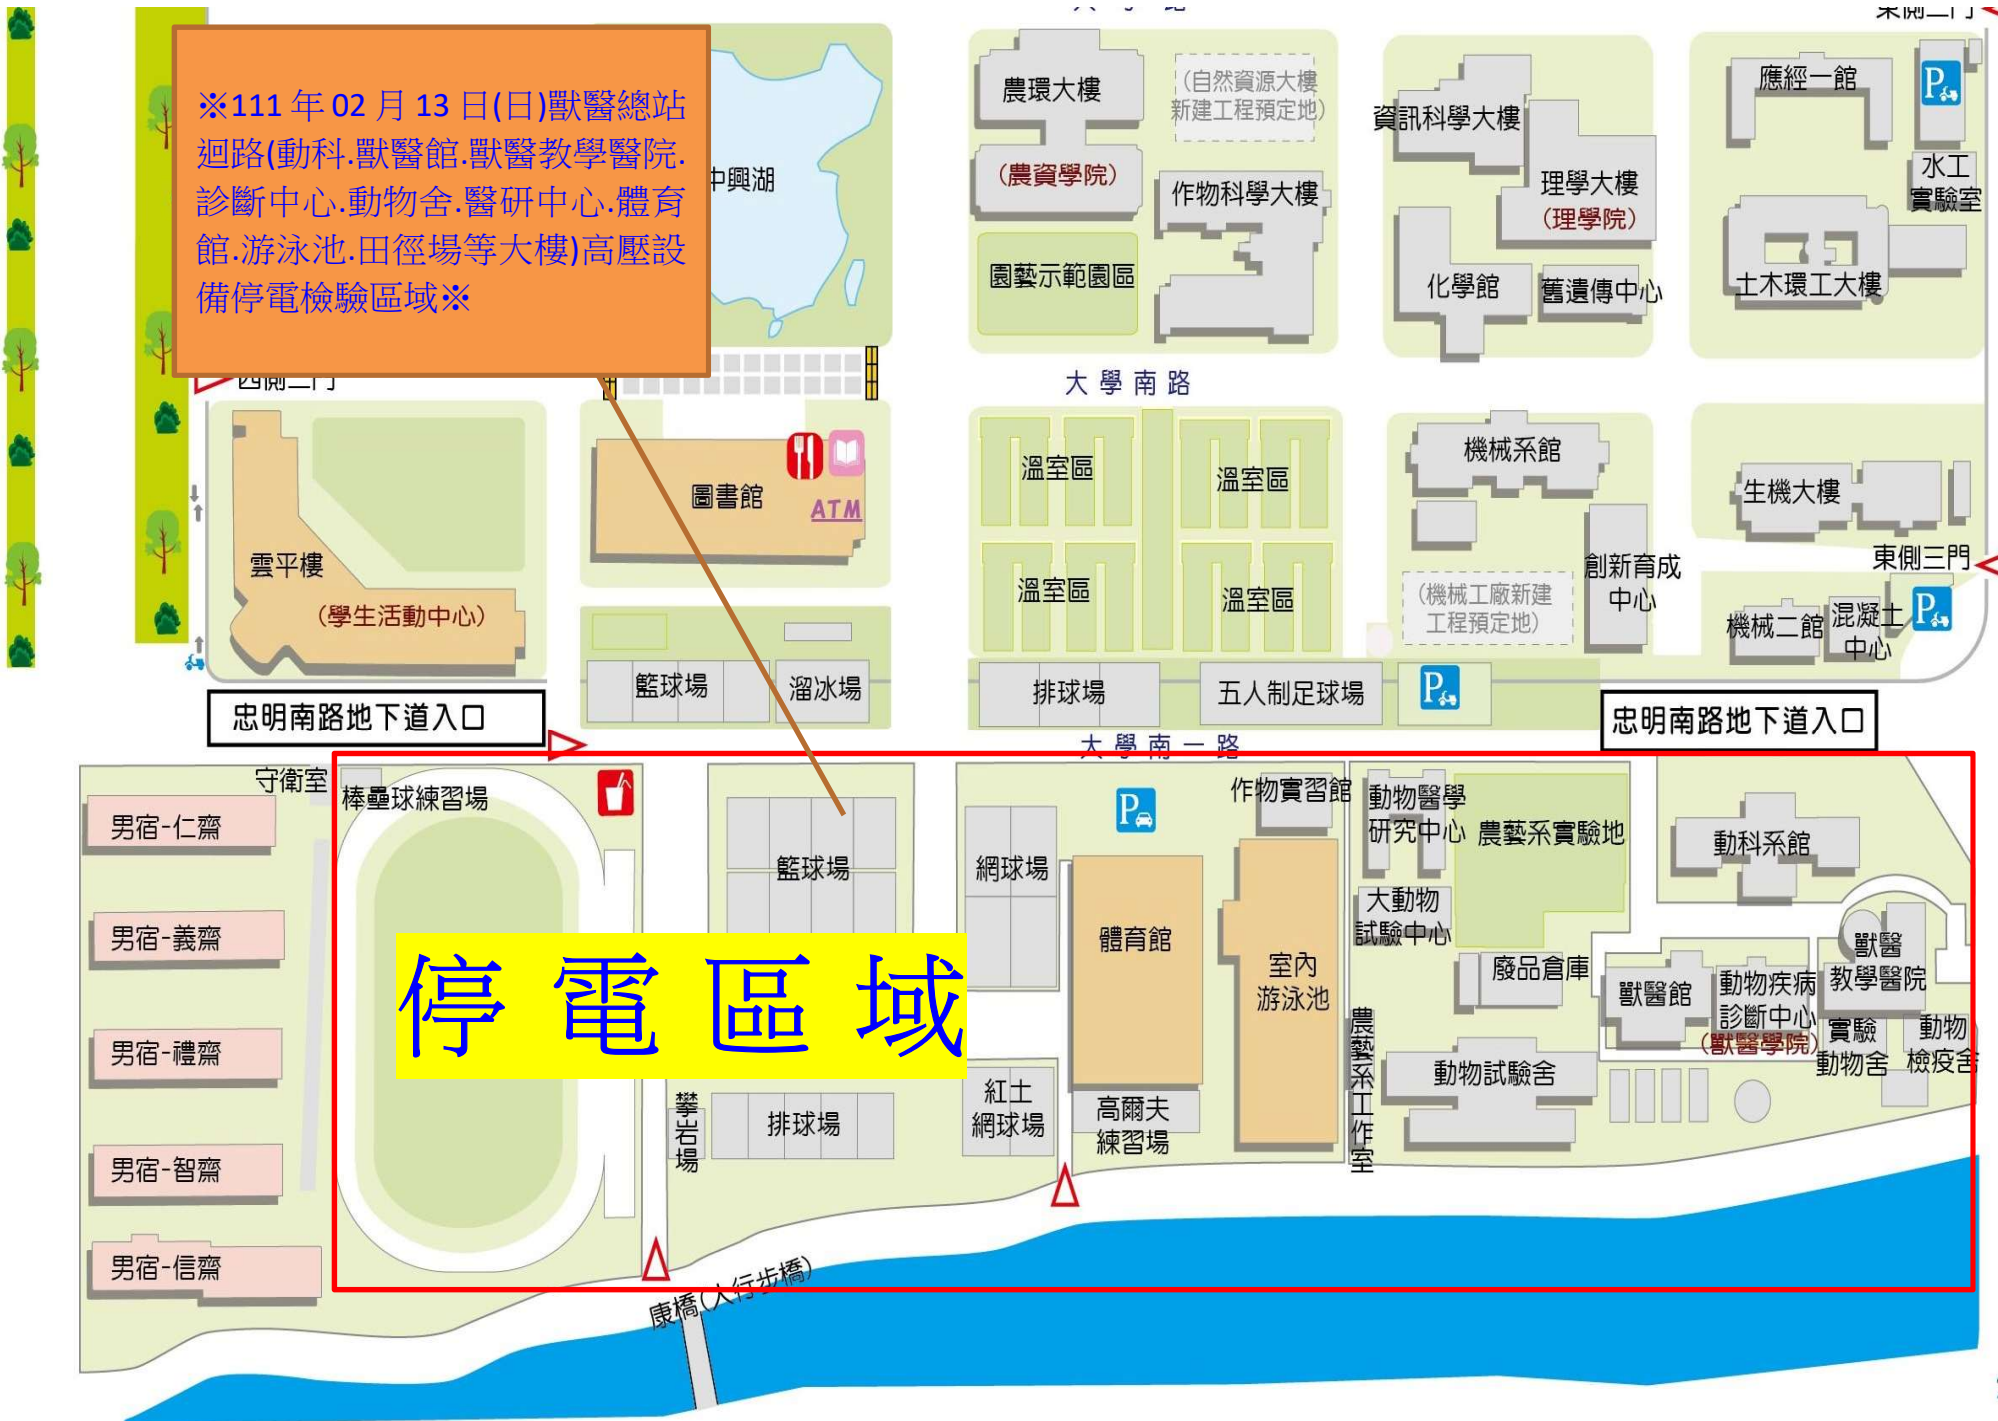 東側二門
※111 年 02 月 13 日(日)獸醫總站
迴路(動科.獸醫館.獸醫教學醫院.
診斷中心.動物舍.醫研中心.體育
館.游泳池.田徑場等大樓)高壓設
備停電檢驗區域※
中興湖
農環大樓
(農資學院)
(自然資源大樓
新建工程預定地)
作物科學大樓
園藝示範園區
資訊科學大樓
理學大樓
(理學院)
化學館
舊遺傳中心
應經一館
P
水工
實驗室
土木環工大樓
西側二門
大學南路
雲平樓
(學生活動中心)
圖書館
ATM
溫室區
溫室區
溫室區
溫室區
機械系館
創新育成
中心
(機械工廠新建
工程預定地)
生機大樓
東側三門
機械二館
混凝土
中心
P
籃球場
溜冰場
排球場
五人制足球場
P
忠明南路地下道入口
忠明南路地下道入口
大學南一路
守衛室
棒壘球練習場
男宿-仁齋
男宿-義齋
男宿-禮齋
男宿-智齋
男宿-信齋
籃球場
網球場
P
作物實習館
體育館
室內
游泳池
動物醫學
研究中心
農藝系實驗地
動科系館
大動物
試驗中心
廢品倉庫
獸醫館
動物疾病
診斷中心
(獸醫學院)
獸醫
教學醫院
實驗
動物舍
動物
檢疫舍
停電區域
攀岩場
排球場
紅土
網球場
高爾夫
練習場
農藝系工作室
動物試驗舍
康橋(人行步橋)